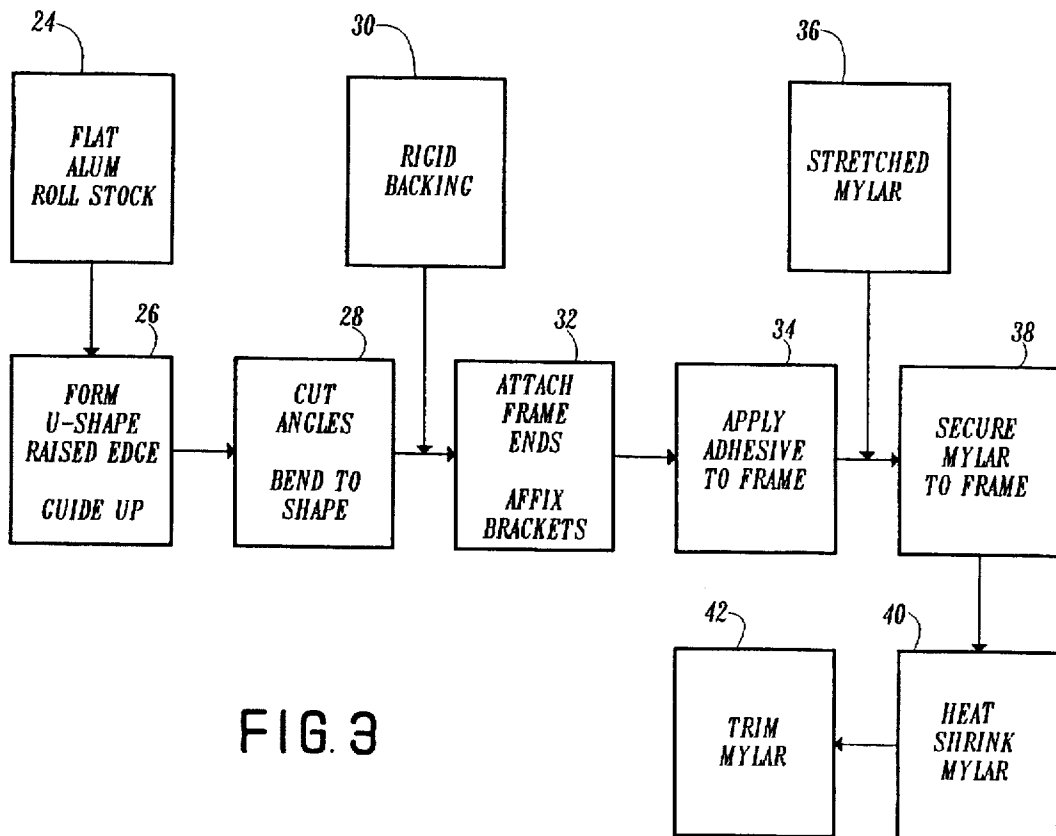 24
FLAT
ALUM
ROLL STOCK
30
RIGID
BACKING
36
STRETCHED
MYLAR
26
FORM
U-SHAPE
RAISED EDGE
GUIDE UP
28
CUT
ANGLES
BEND TO
SHAPE
32
ATTACH
FRAME
ENDS
AFFIX
BRACKETS
34
APPLY
ADHESIVE
TO FRAME
38
SECURE
MYLAR
TO FRAME
40
HEAT
SHRINK
MYLAR
42
TRIM
MYLAR
FIG. 3